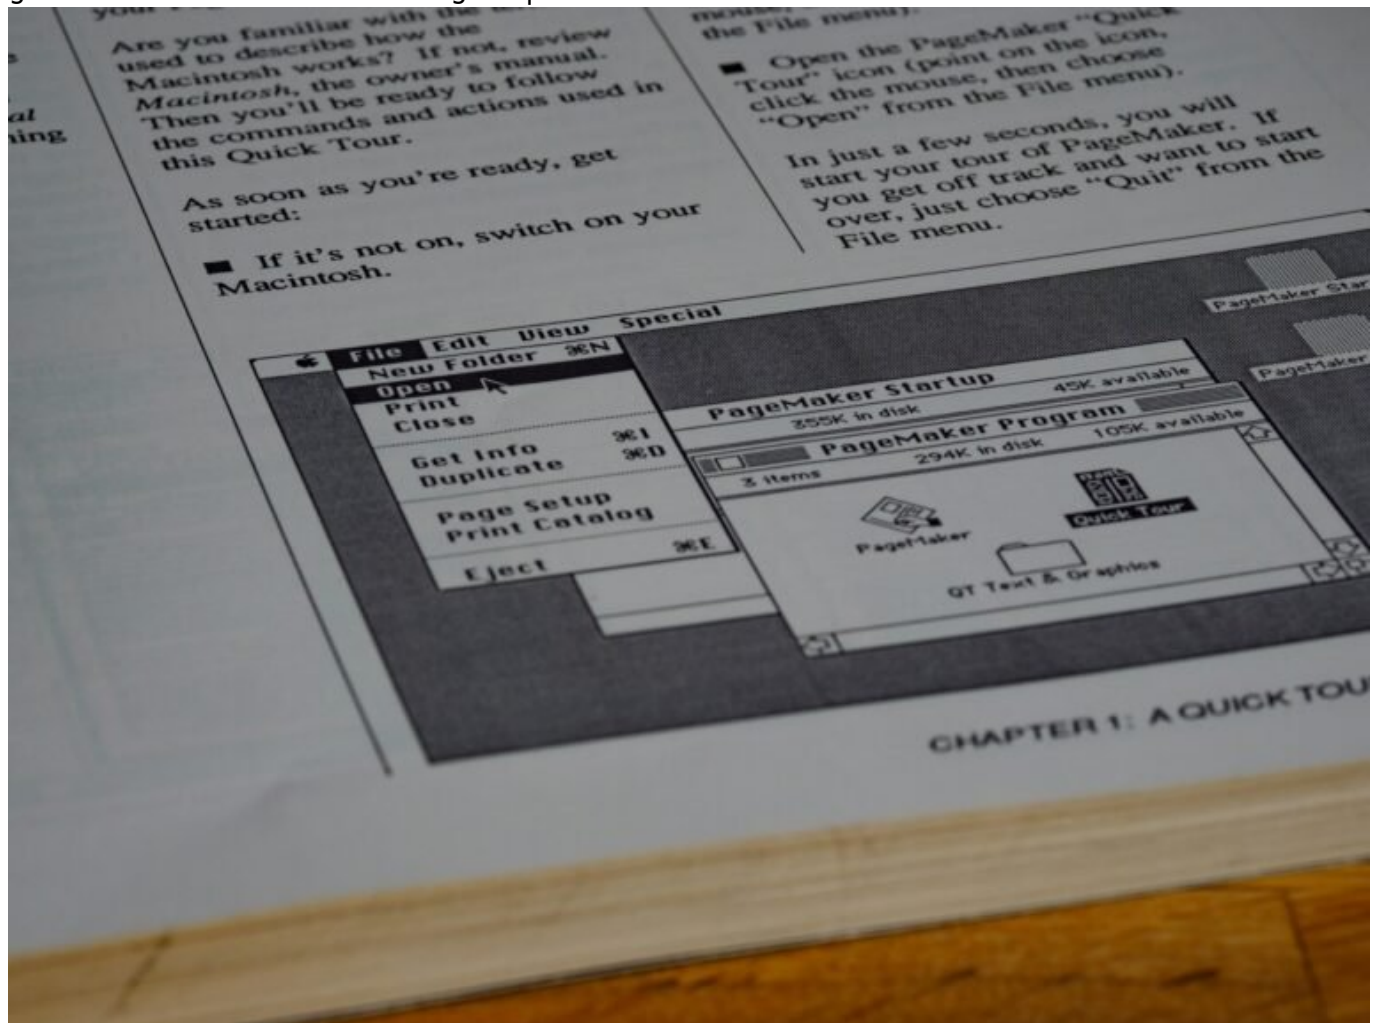 al
ning
Are you familiar with the
used to describe how the
Macintosh works? If not, review
Macintosh, the owner's manual.
Then you'll be ready to follow
the commands and actions used in
this Quick Tour.
As soon as you're ready, get
started:
■ If it's not on, switch on your
Macintosh.
the File menu).
■ Open the PageMaker “Quick
Tour” icon (point on the icon,
click the mouse, then choose
“Open” from the File menu).
In just a few seconds, you will
start your tour of PageMaker. If
you get off track and want to start
over, just choose “Quit” from the
File menu.
File Edit View Special
New Folder ⌘N
Open
Print
Close
Get Info ⌘I
Duplicate ⌘D
Page Setup
Print Catalog
Eject ⌘E
PageMaker Startup
355K in disk 45K available
PageMaker Program
3 items 294K in disk 105K available
PageMaker
Quick Tour
QT Text & Graphics
PageMaker Star
PageMaker
CHAPTER 1: A QUICK TOU